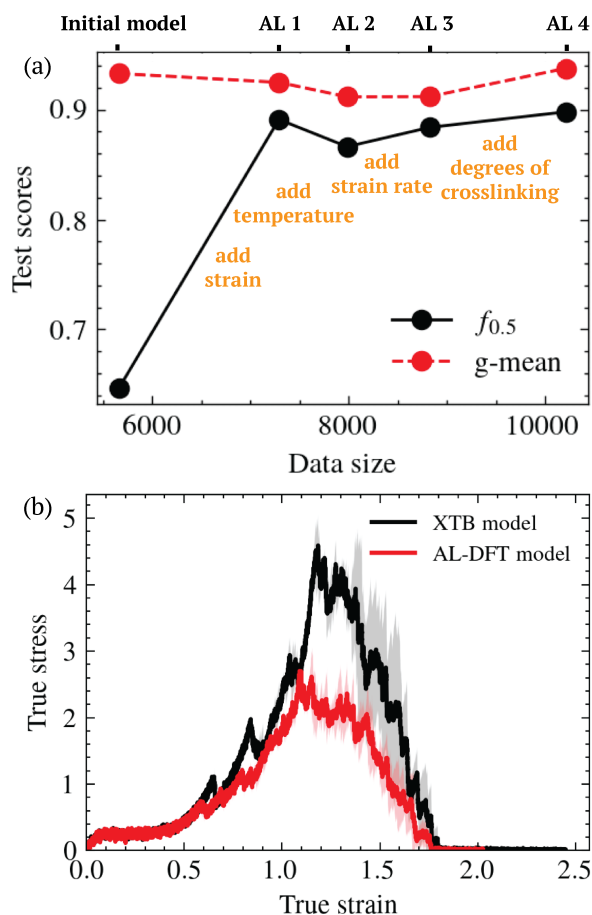 Initial model AL 1 AL 2 AL 3 AL 4
(a)
0.9
0.8
0.7
Test scores
add
strain
add
temperature
add
strain rate
add
degrees of
crosslinking
f0.5
g-mean
6000 8000 10000
Data size
(b)
5
4
3
2
1
0
True stress
XTB model
AL-DFT model
0.0 0.5 1.0 1.5 2.0 2.5
True strain